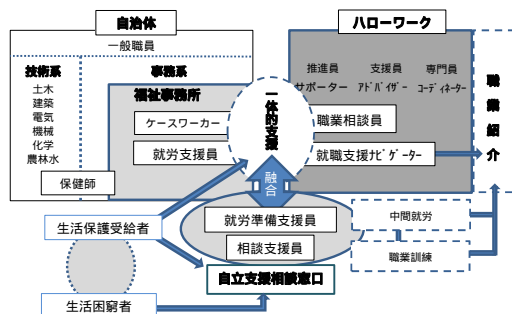 自治体
一般職員
技術系
土木
建築
電気
機械
化学
農林水
事務系
福祉事務所
ケースワーカー
就労支援員
保健師
ハローワーク
推進員
サポーター
支援員
アドバイザー
専門員
コーディネーター
職業相談員
就職支援ナビゲーター
一体的支援
融合
職業紹介
生活保護受給者
生活困窮者
就労準備支援員
相談支援員
自立支援相談窓口
中間就労
職業訓練